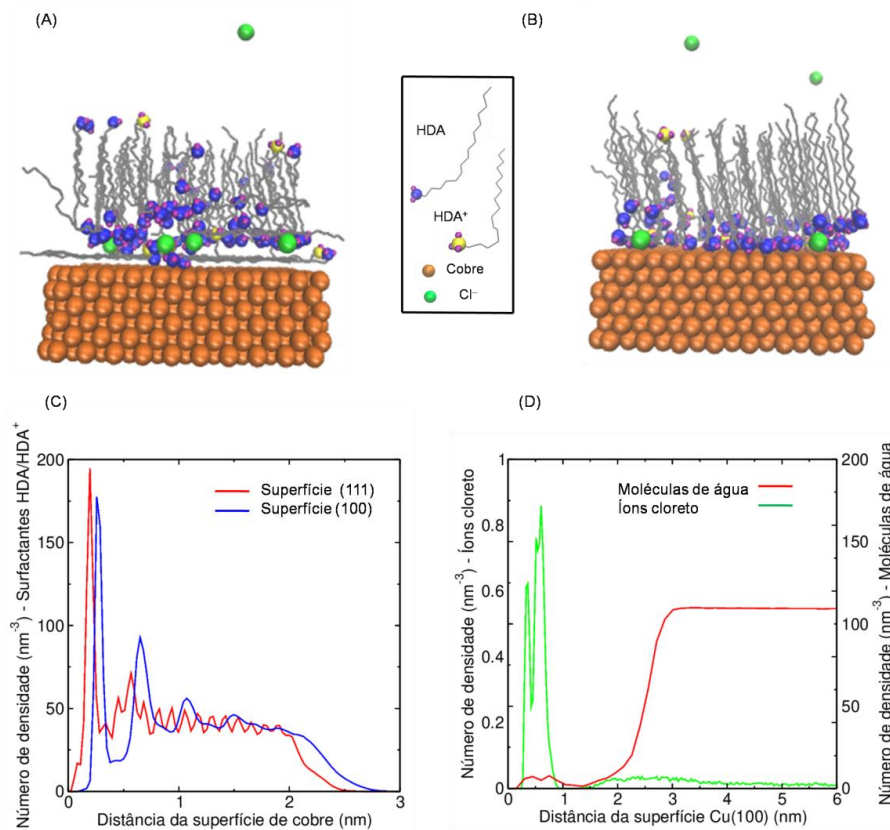 (A)
(B)
HDA
HDA⁺
Cobre
Cl⁻
(C)
(D)
Número de densidade (nm⁻³) - Surfactantes HDA/HDA⁺
200
150
100
50
0
Superfície (111)
Superfície (100)
0
1
2
3
Distância da superfície de cobre (nm)
Número de densidade (nm⁻³) - Íons cloreto
1
0.8
0.6
0.4
0.2
0
Moléculas de água
Íons cloreto
200
150
100
50
0
Número de densidade (nm⁻³) - Moléculas de água
0
1
2
3
4
5
6
Distância da superfície Cu(100) (nm)